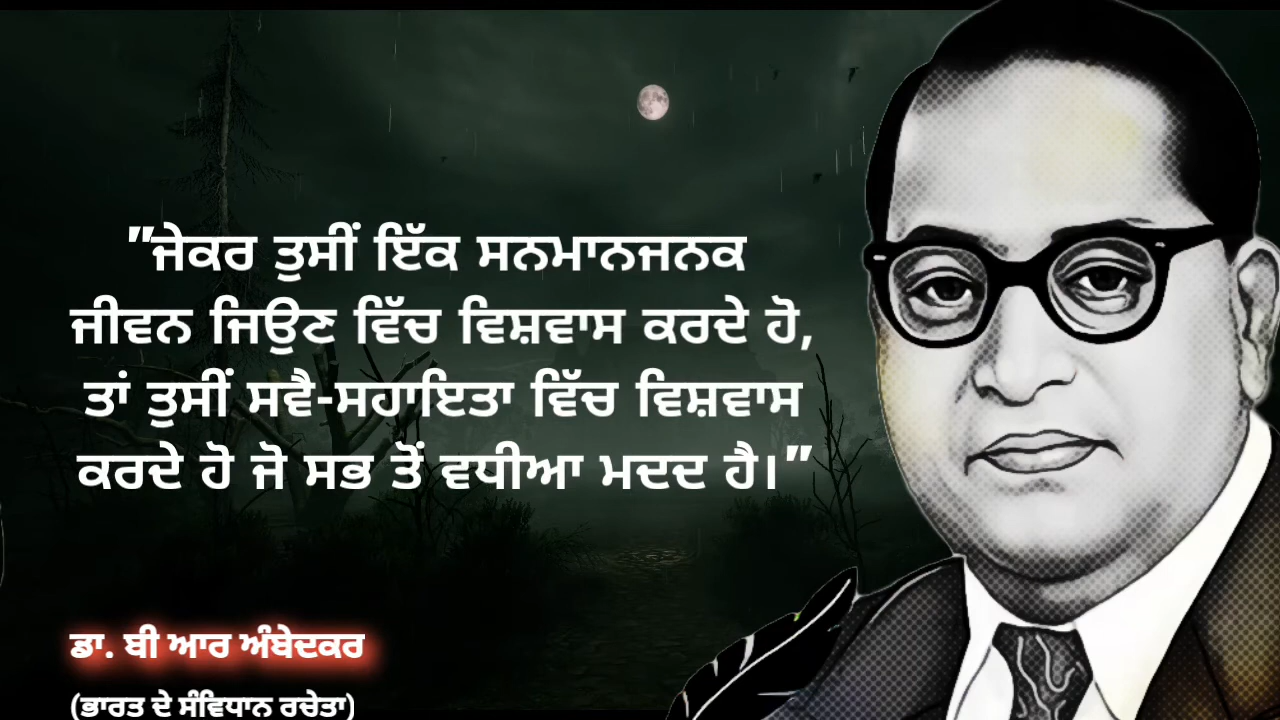 "ਜੇਕਰ ਤੁਸੀਂ ਇੱਕ ਸਨਮਾਨਜਨਕ
ਜੀਵਨ ਜਿਉਣ ਵਿੱਚ ਵਿਸ਼ਵਾਸ ਕਰਦੇ ਹੋ,
ਤਾਂ ਤੁਸੀਂ ਸਵੈ-ਸਹਾਇਤਾ ਵਿੱਚ ਵਿਸ਼ਵਾਸ
ਕਰਦੇ ਹੋ ਜੋ ਸਭ ਤੋਂ ਵਧੀਆ ਮਦਦ ਹੈ।"
ਡਾ. ਬੀ ਆਰ ਅੰਬੇਦਕਰ
(ਭਾਰਤ ਦੇ ਸੰਵਿਧਾਨ ਰਚੇਤਾ)